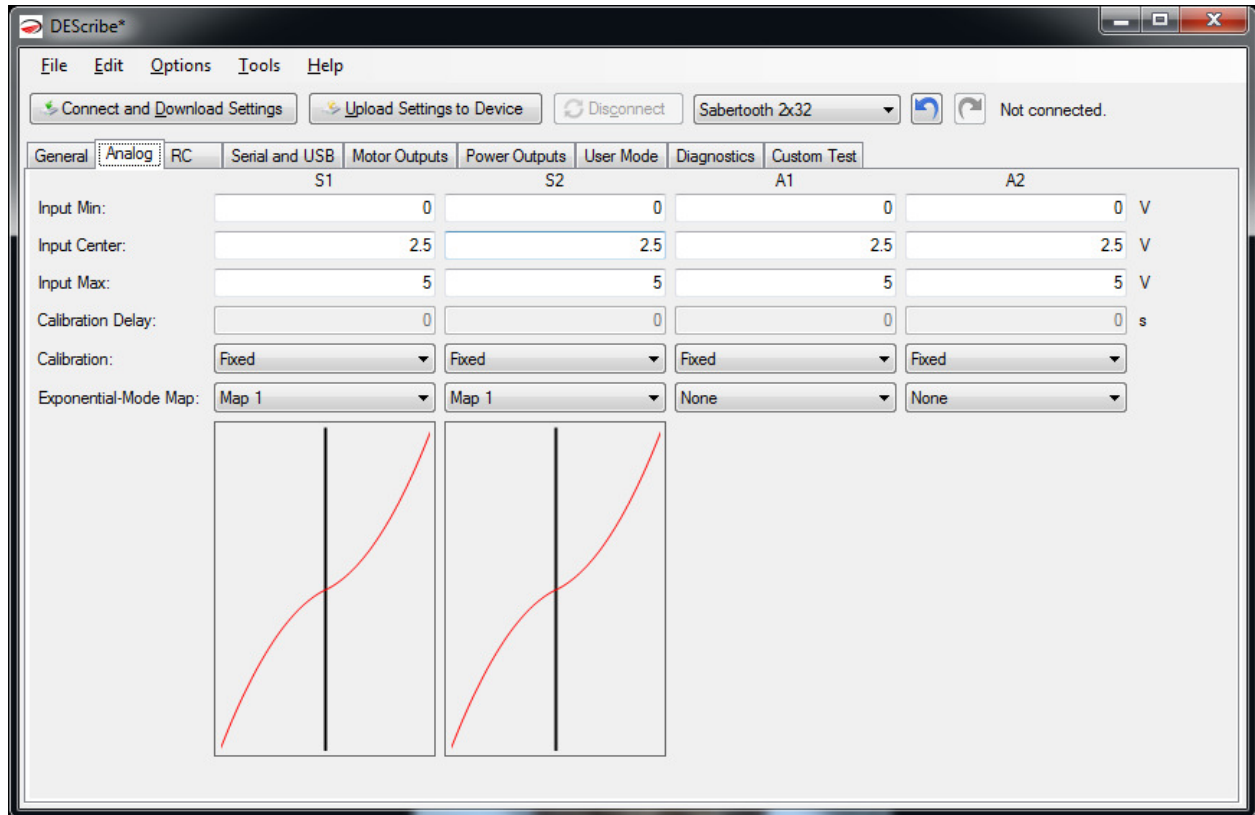 DEScribe*
File Edit Options Tools Help
Connect and Download Settings Upload Settings to Device Disconnect Sabertooth 2x32 Not connected.
General Analog RC Serial and USB Motor Outputs Power Outputs User Mode Diagnostics Custom Test
S1 S2 A1 A2
Input Min: 0 0 0 0 V
Input Center: 2.5 2.5 2.5 2.5 V
Input Max: 5 5 5 5 V
Calibration Delay: 0 0 0 0 s
Calibration: Fixed Fixed Fixed Fixed
Exponential-Mode Map: Map 1 Map 1 None None